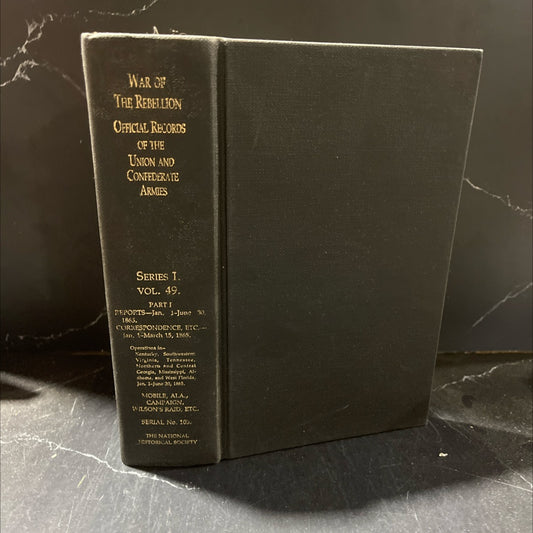 WAR OF
THE REBELLION
OFFICIAL RECORDS
OF THE
UNION AND
CONFEDERATE
ARMIES
SERIES I.
VOL. 49.
PART I
REPORTS—Jan. 1-June 20,
1865.
CORRESPONDENCE, ETC.—
Jan. 1-March 15, 1865.
Operations in—
Kentucky, Southwestern
Virginia, Tennessee,
Northern and Central
Georgia, Mississippi, Al-
abama, and West Florida,
Jan. 1-June 20, 1865.
MOBILE, ALA.,
CAMPAIGN,
WILSON'S RAID, ETC.
SERIAL No. 103.
THE NATIONAL
HISTORICAL SOCIETY